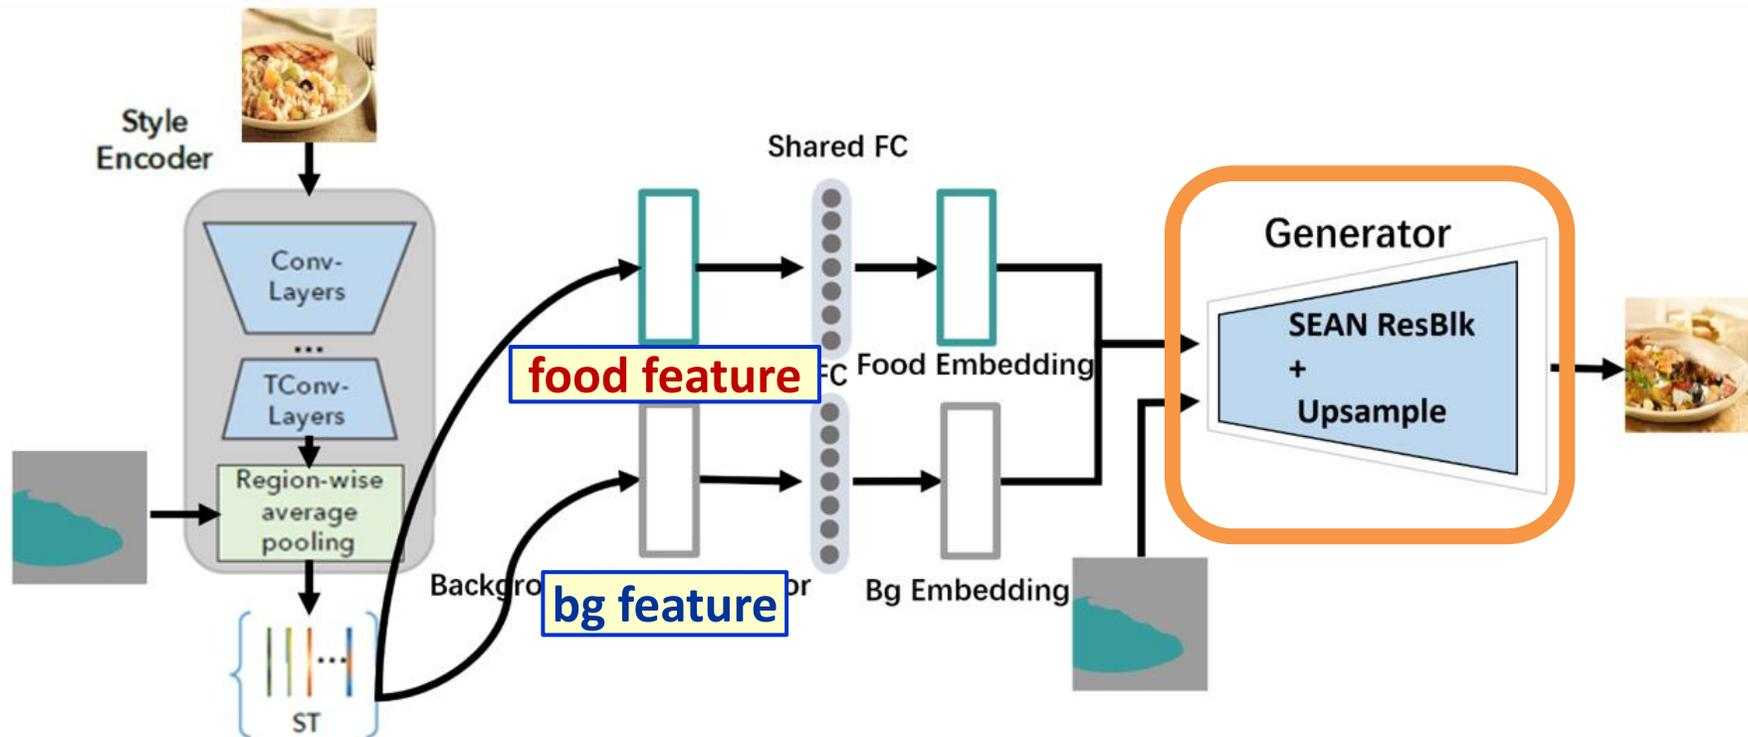 Style
Encoder
Conv-
Layers
...
TConv-
Layers
Region-wise
average
pooling
...
ST
Shared FC
food feature
FC
Food Embedding
bg feature
Bg Embedding
Generator
SEAN ResBlk
+
Upsample